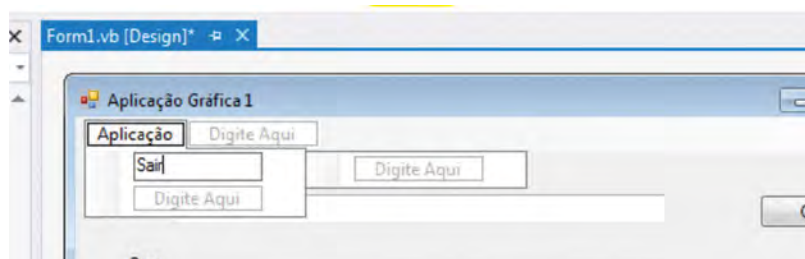 Form1.vb [Design]*
Aplicação Gráfica 1
Aplicação Digite Aqui
Sair Digite Aqui
Digite Aqui